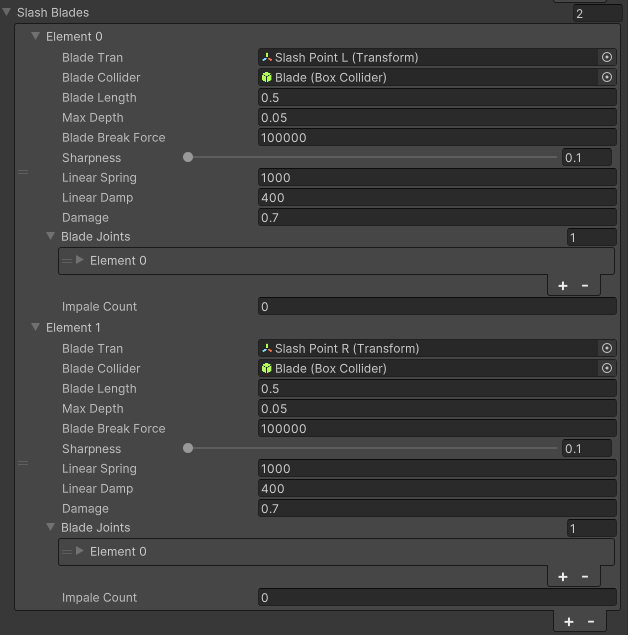 Slash Blades 2
Element 0
Blade Tran Slash Point L (Transform)
Blade Collider Blade (Box Collider)
Blade Length 0.5
Max Depth 0.05
Blade Break Force 100000
Sharpness 0.1
Linear Spring 1000
Linear Damp 400
Damage 0.7
Blade Joints 1
Element 0
+ -
Impale Count 0
Element 1
Blade Tran Slash Point R (Transform)
Blade Collider Blade (Box Collider)
Blade Length 0.5
Max Depth 0.05
Blade Break Force 100000
Sharpness 0.1
Linear Spring 1000
Linear Damp 400
Damage 0.7
Blade Joints 1
Element 0
+ -
Impale Count 0
+ -